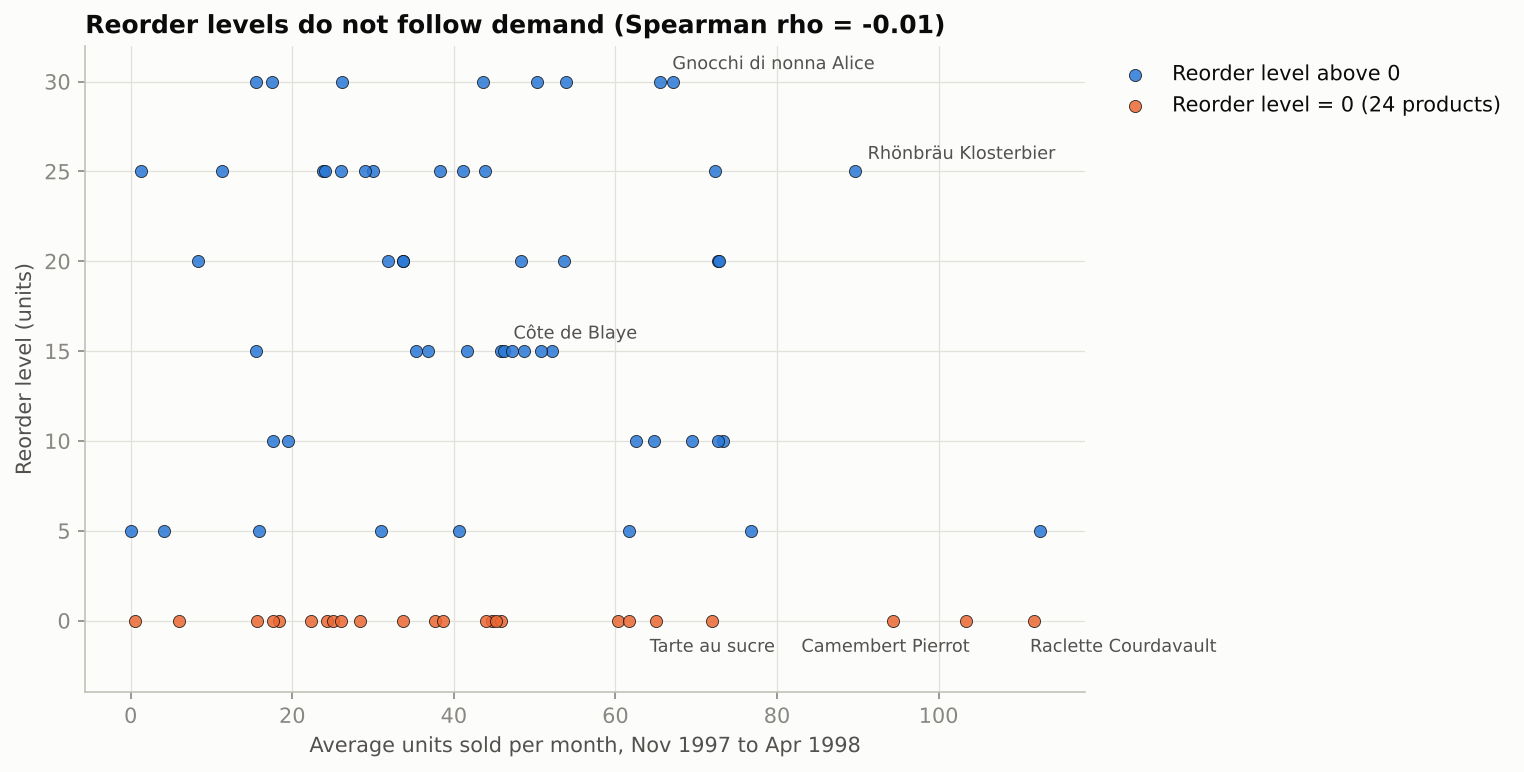 Reorder levels do not follow demand (Spearman rho = -0.01)
Reorder level above 0
Reorder level = 0 (24 products)
Gnocchi di nonna Alice
Rhönbräu Klosterbier
Côte de Blaye
Tarte au sucre
Camembert Pierrot
Raclette Courdavault
Reorder level (units)
30
25
20
15
10
5
0
0
20
40
60
80
100
Average units sold per month, Nov 1997 to Apr 1998